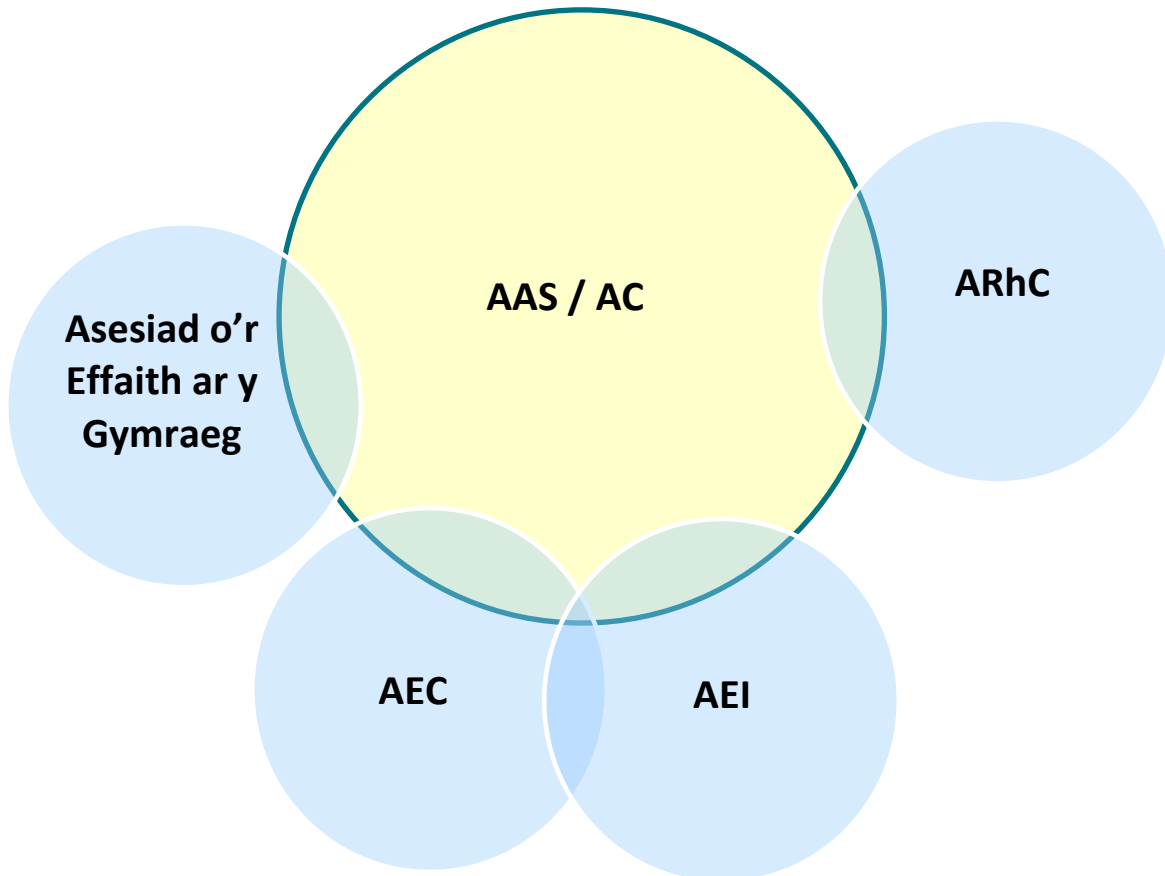 AAS / AC
ARhC
Asesiad o’r
Effaith ar y
Gymraeg
AEC
AEI